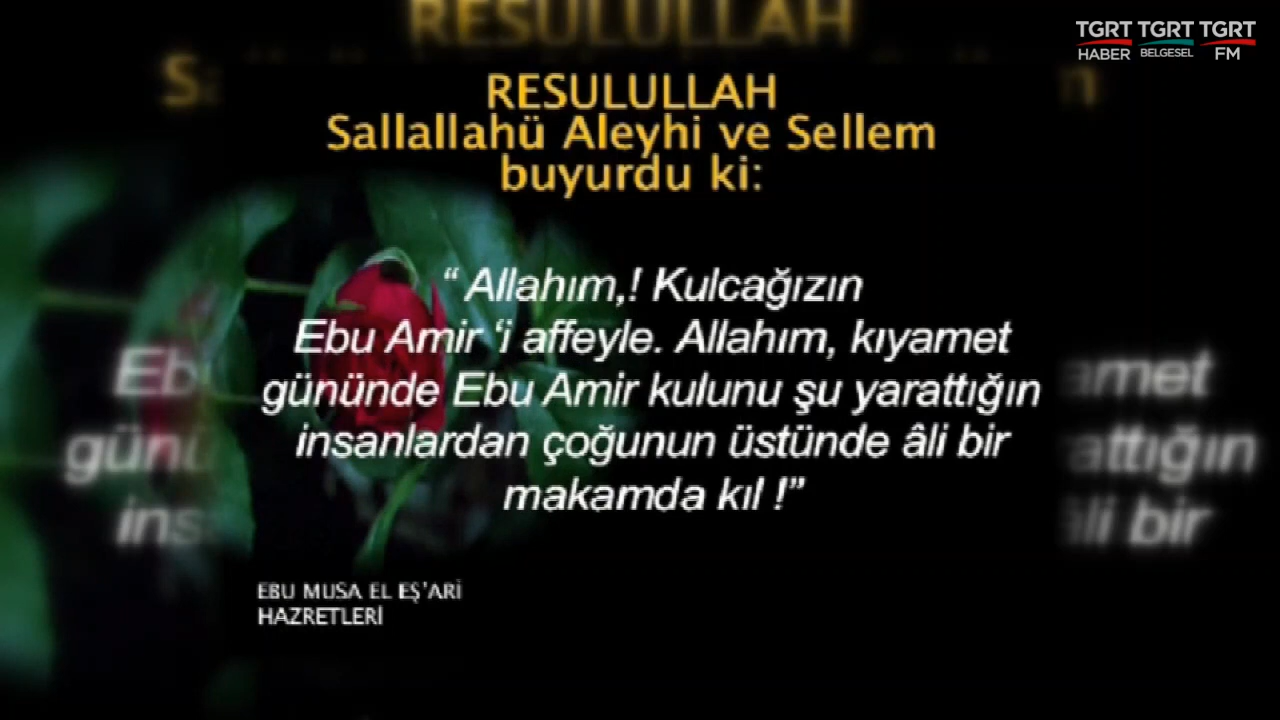 TGRT TGRT TGRT
HABER BELGESEL FM
RESULULLAH
RESULULLAH
Sallallahü Aleyhi ve Sellem
buyurdu ki:
“ Allahım,! Kulcağızın
Ebu Amir ‘i affeyle. Allahım, kıyamet
gününde Ebu Amir kulunu şu yarattığın
insanlardan çoğunun üstünde âli bir
makamda kıl !”
EBU MUSA EL EŞ'ARİ
HAZRETLERİ